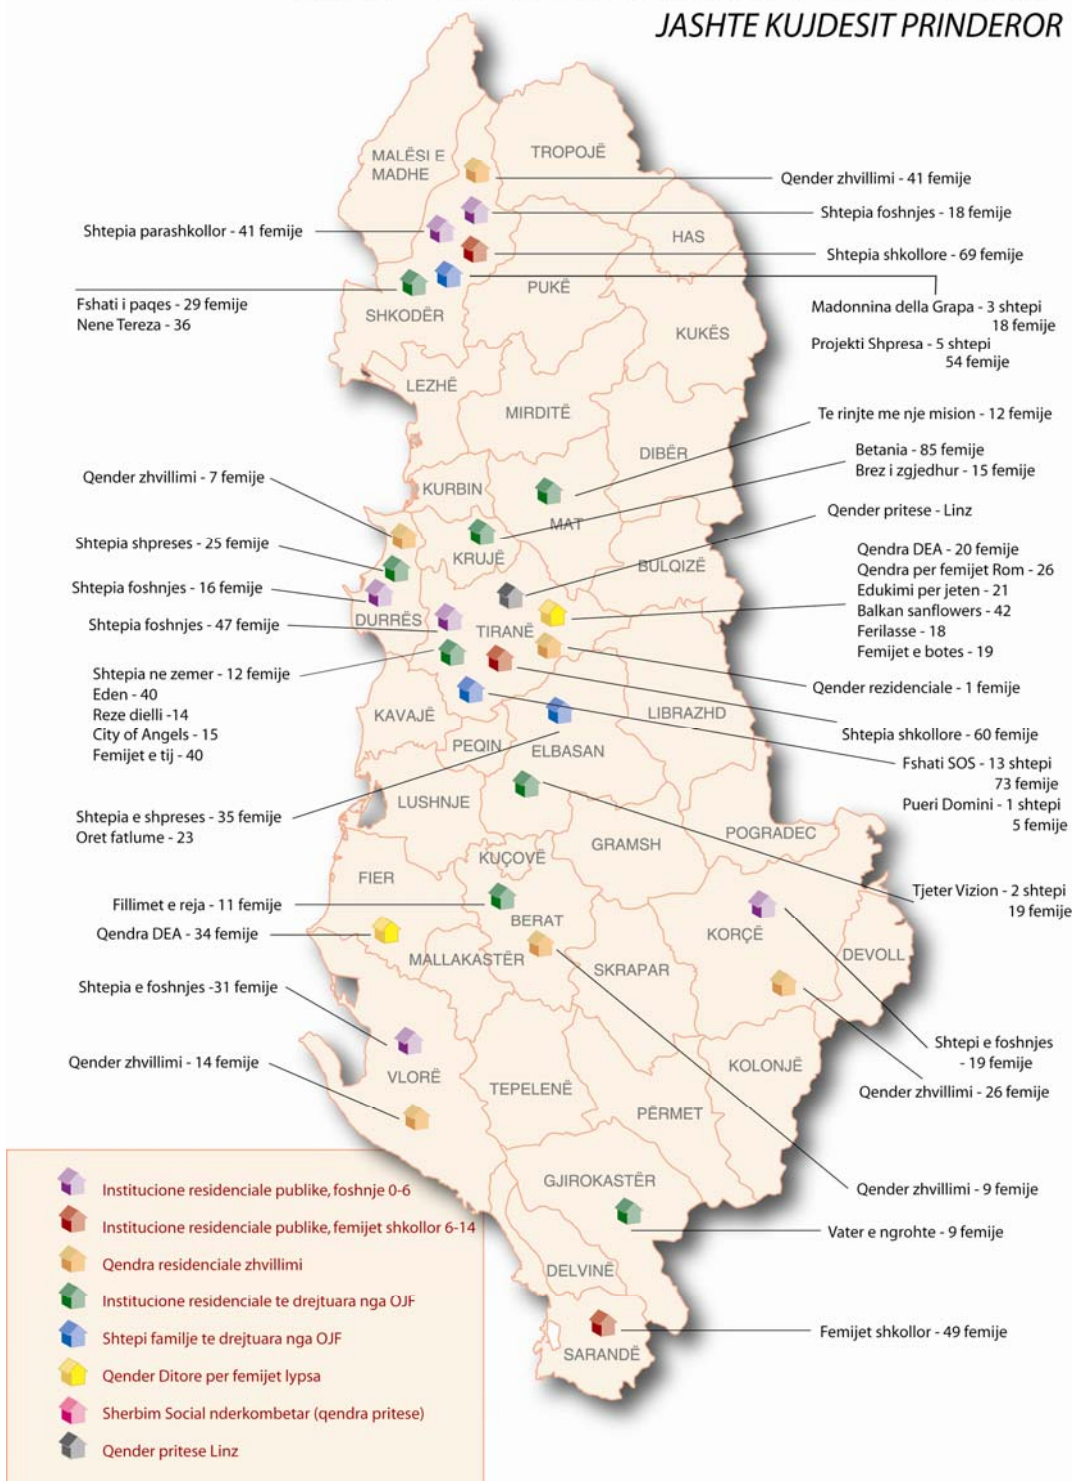 JASHTE KUJDESIT PRINDEROR
MALËSI E
MADHE
TROPOJË
HAS
PUKË
SHKODËR
KUKËS
LEZHË
MIRDITË
DIBËR
KURBIN
MAT
KRUJË
BULQIZË
DURRËS
TIRANË
KAVAJË
PEQIN
ELBASAN
LIBRAZHD
LUSHNJE
GRAMSH
POGRADEC
KUÇOVË
FIER
BERAT
KORÇË
DEVOLL
MALLAKASTËR
SKRAPAR
VLORË
TEPELENË
KOLONJË
PËRMET
GJIROKASTËR
DELVINË
SARANDË
Shtepia parashkollor - 41 femije
Fshati i paqes - 29 femije
Nene Tereza - 36
Qender zhvillimi - 7 femije
Shtepia shpreses - 25 femije
Shtepia foshnjes - 16 femije
Shtepia foshnjes - 47 femije
Shtepia ne zemer - 12 femije
Eden - 40
Reze dielli -14
City of Angels - 15
Femijet e tij - 40
Shtepia e shpreses - 35 femije
Oret fatlume - 23
Fillimet e reja - 11 femije
Qendra DEA - 34 femije
Shtepia e foshnjes -31 femije
Qender zhvillimi - 14 femije
Qender zhvillimi - 41 femije
Shtepia foshnjes - 18 femije
Shtepia shkollore - 69 femije
Madonnina della Grapa - 3 shtepi
18 femije
Projekti Shpresa - 5 shtepi
54 femije
Te rinjte me nje mision - 12 femije
Betania - 85 femije
Brez i zgjedhur - 15 femije
Qender pritese - Linz
Qendra DEA - 20 femije
Qendra per femijet Rom - 26
Edukimi per jeten - 21
Balkan sanflowers - 42
Ferilasse - 18
Femijet e botes - 19
Qender rezidenciale - 1 femije
Shtepia shkollore - 60 femije
Fshati SOS - 13 shtepi
73 femije
Pueri Domini - 1 shtepi
5 femije
Tjeter Vizion - 2 shtepi
19 femije
Shtepi e foshnjes
- 19 femije
Qender zhvillimi - 26 femije
Qender zhvillimi - 9 femije
Vater e ngrohte - 9 femije
Femijet shkollor - 49 femije
Institucione residenciale publike, foshnje 0-6
Institucione residenciale publike, femijet shkollor 6-14
Qendra residenciale zhvillimi
Institucione residenciale te drejtuara nga OJF
Shtepi familje te drejtuara nga OJF
Qender Ditore per femijet lypsa
Sherbim Social nderkombetar (qendra pritese)
Qender pritese Linz